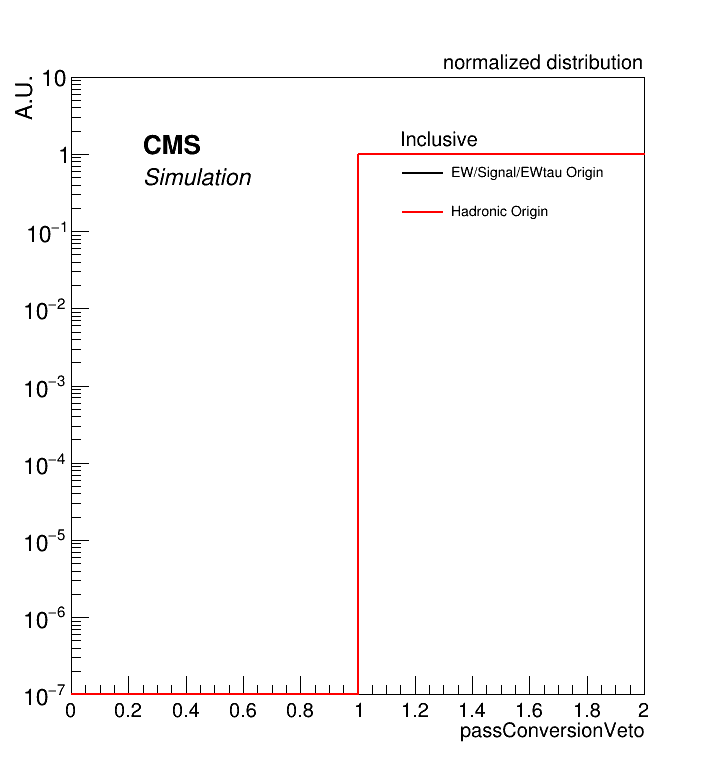 normalized distribution
A.U.
10
CMS
Simulation
Inclusive
1
EW/Signal/EWtau Origin
Hadronic Origin
10⁻¹
10⁻²
10⁻³
10⁻⁴
10⁻⁵
10⁻⁶
10⁻⁷
0 0.2 0.4 0.6 0.8 1 1.2 1.4 1.6 1.8 2
passConversionVeto